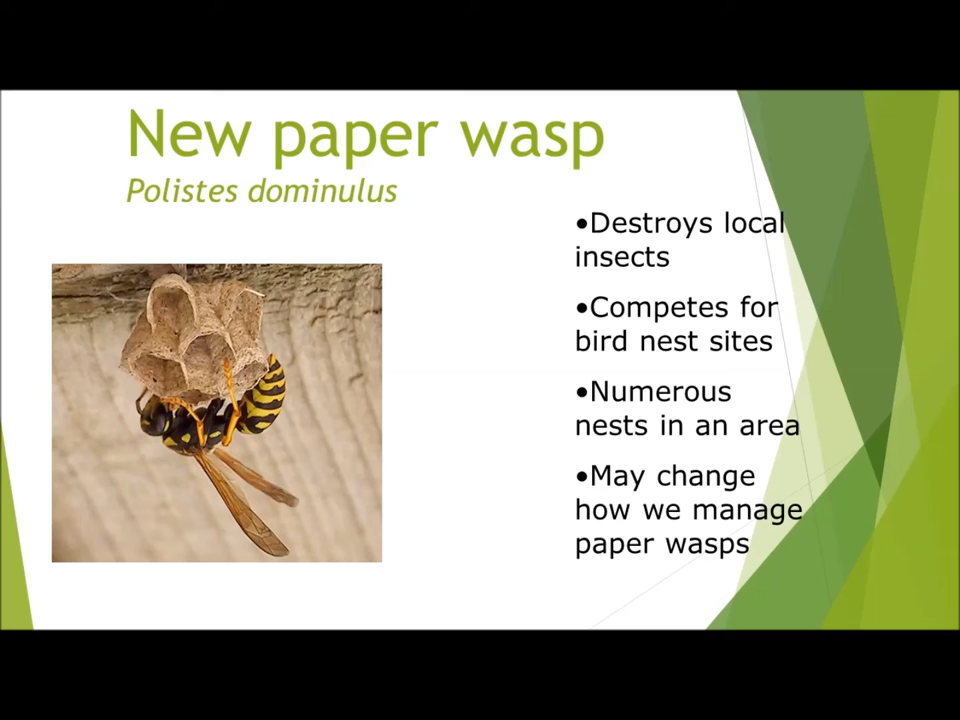 New paper wasp
Polistes dominulus
•Destroys local
insects
•Competes for
bird nest sites
•Numerous
nests in an area
•May change
how we manage
paper wasps